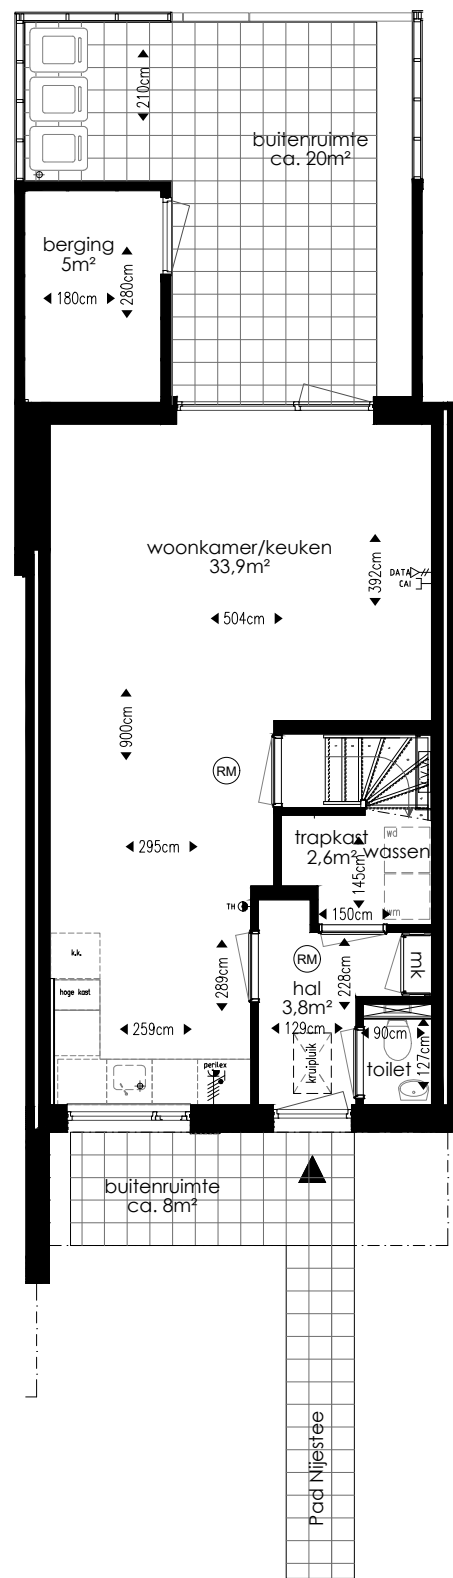 210cm
buitenruimte
ca. 20m²
berging
5m²
180cm
280cm
woonkamer/keuken
33,9m²
392cm
DATA
CAI
504cm
900cm
RM
trapkast
2,6m²
wassen
wd
295cm
145cm
TH
150cm
wm
k.k.
289cm
RM
228cm
mk
hoge kast
hal
3,8m²
259cm
129cm
90cm
127cm
kruipluik
toilet
perilex
buitenruimte
ca. 8m²
Pad Nijestee